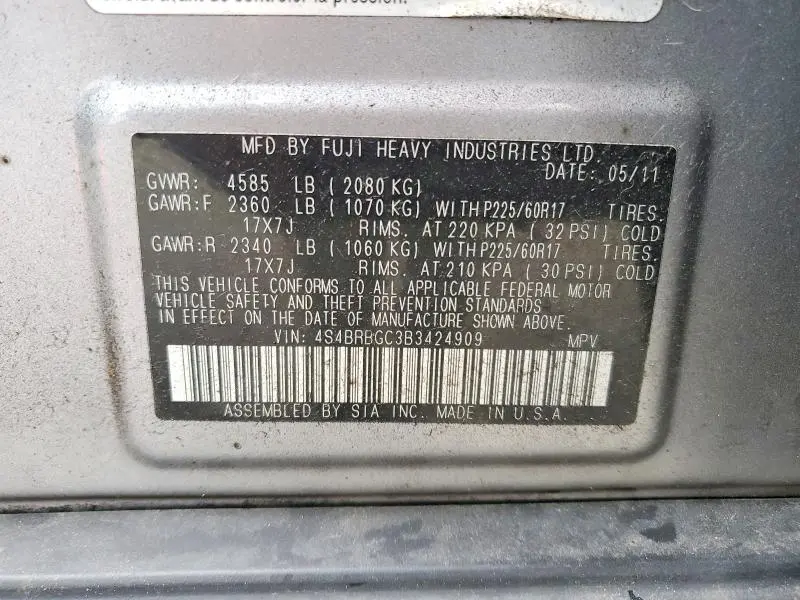 la pression.
MFD BY FUJI HEAVY INDUSTRIES LTD.
DATE: 05/11
GVWR: 4585 LB (2080 KG)
GAWR:F 2360 LB (1070 KG) WITH P225/60R17 TIRES.
17X7J RIMS. AT 220 KPA (32 PSI) COLD
GAWR:R 2340 LB (1060 KG) WITH P225/60R17 TIRES.
17X7J RIMS. AT 210 KPA (30 PSI) COLD
THIS VEHICLE CONFORMS TO ALL APPLICABLE FEDERAL MOTOR
VEHICLE SAFETY AND THEFT PREVENTION STANDARDS
IN EFFECT ON THE DATE OF MANUFACTURE SHOWN ABOVE.
VIN: 4S4BRBGC3B3424909 MPV
ASSEMBLED BY SIA INC. MADE IN U.S.A.